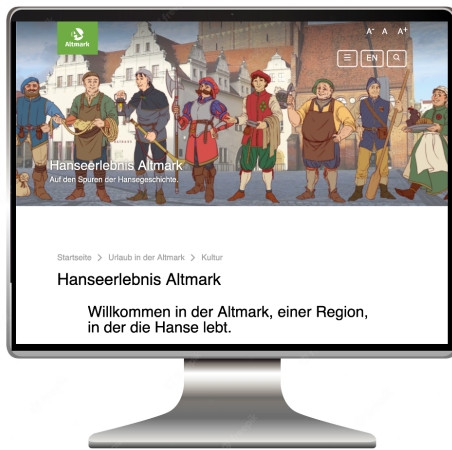 Altmark
A- A A+
EN
Hanseerlebnis Altmark
Auf den Spuren der Hansegeschichte.
Startseite > Urlaub in der Altmark > Kultur
Hanseerlebnis Altmark
Willkommen in der Altmark, einer Region,
in der die Hanse lebt.